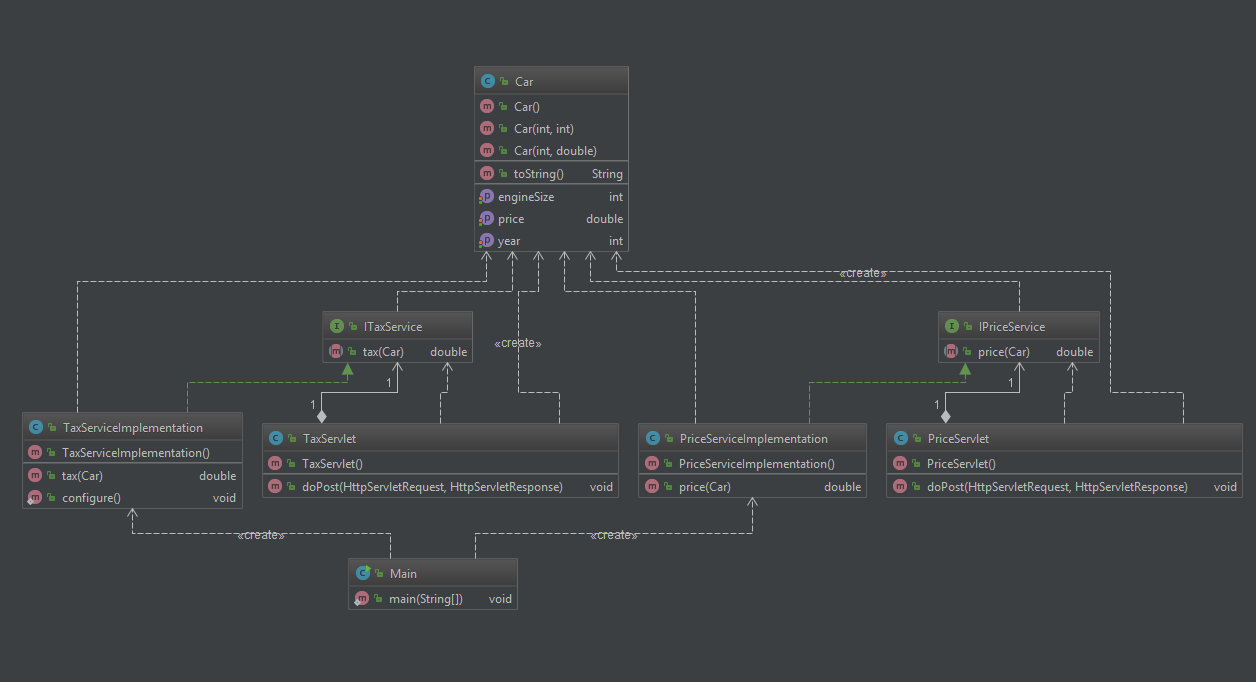 Car
Car()
Car(int, int)
Car(int, double)
toString() String
engineSize int
price double
year int
«create»
ITaxService
tax(Car) double
«create»
IPriceService
price(Car) double
1
1
1
1
TaxServiceImplementation
TaxServiceImplementation()
tax(Car) double
configure() void
TaxServlet
TaxServlet()
doPost(HttpServletRequest, HttpServletResponse) void
PriceServiceImplementation
PriceServiceImplementation()
price(Car) double
PriceServlet
PriceServlet()
doPost(HttpServletRequest, HttpServletResponse) void
«create»
«create»
Main
main(String[]) void